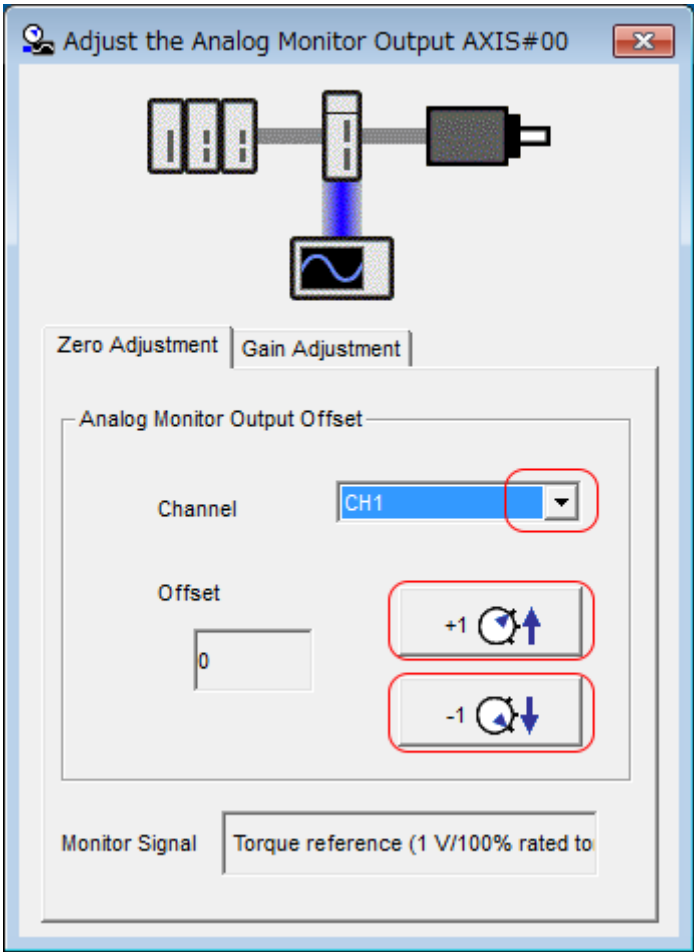 Adjust the Analog Monitor Output AXIS#00
Zero Adjustment
Gain Adjustment
Analog Monitor Output Offset
Channel
CH1
Offset
0
+1
-1
Monitor Signal
Torque reference (1 V/100% rated to